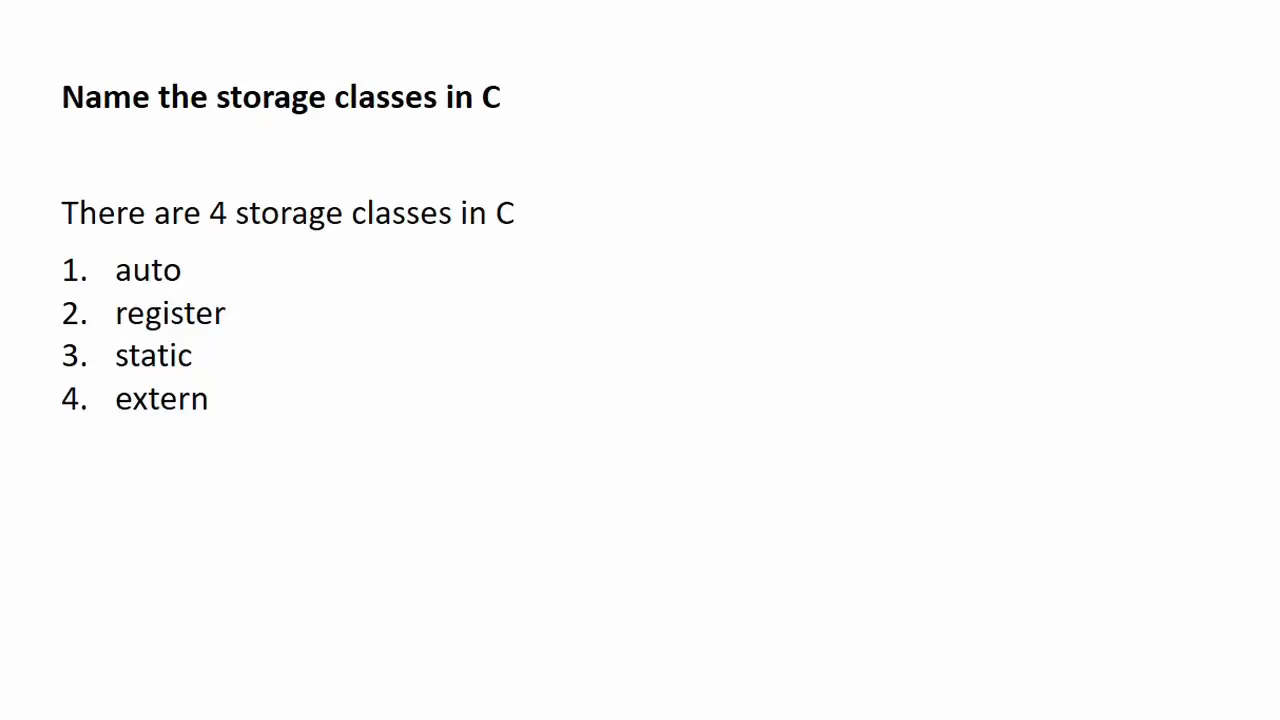 Name the storage classes in C
There are 4 storage classes in C
1. auto
2. register
3. static
4. extern